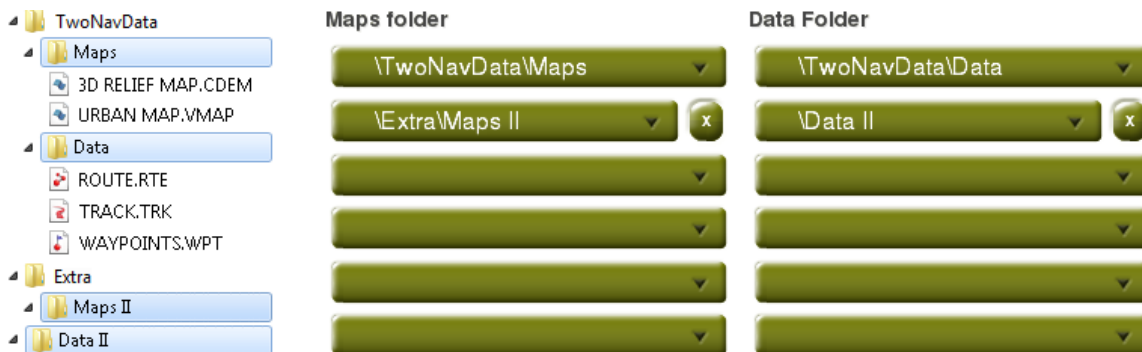 TwoNavData
Maps
3D RELIEF MAP.CDEM
URBAN MAP.VMAP
Data
ROUTE.RTE
TRACK.TRK
WAYPOINTS.WPT
Extra
Maps II
Data II
Maps folder
\TwoNavData\Maps
\Extra\Maps II
x
Data Folder
\TwoNavData\Data
\Data II
x